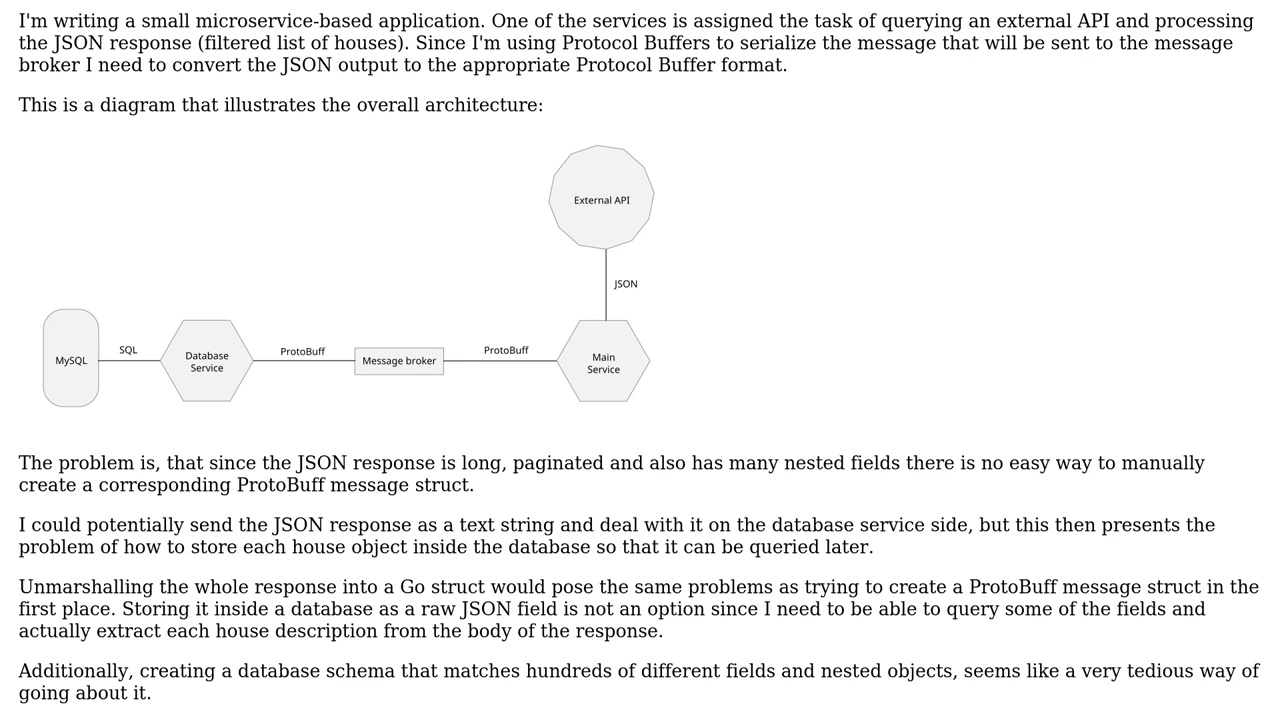 I'm writing a small microservice-based application. One of the services is assigned the task of querying an external API and processing
the JSON response (filtered list of houses). Since I'm using Protocol Buffers to serialize the message that will be sent to the message
broker I need to convert the JSON output to the appropriate Protocol Buffer format.
This is a diagram that illustrates the overall architecture:
External API
JSON
MySQL
SQL
Database
Service
ProtoBuff
Message broker
ProtoBuff
Main
Service
The problem is, that since the JSON response is long, paginated and also has many nested fields there is no easy way to manually
create a corresponding ProtoBuff message struct.
I could potentially send the JSON response as a text string and deal with it on the database service side, but this then presents the
problem of how to store each house object inside the database so that it can be queried later.
Unmarshalling the whole response into a Go struct would pose the same problems as trying to create a ProtoBuff message struct in the
first place. Storing it inside a database as a raw JSON field is not an option since I need to be able to query some of the fields and
actually extract each house description from the body of the response.
Additionally, creating a database schema that matches hundreds of different fields and nested objects, seems like a very tedious way of
going about it.